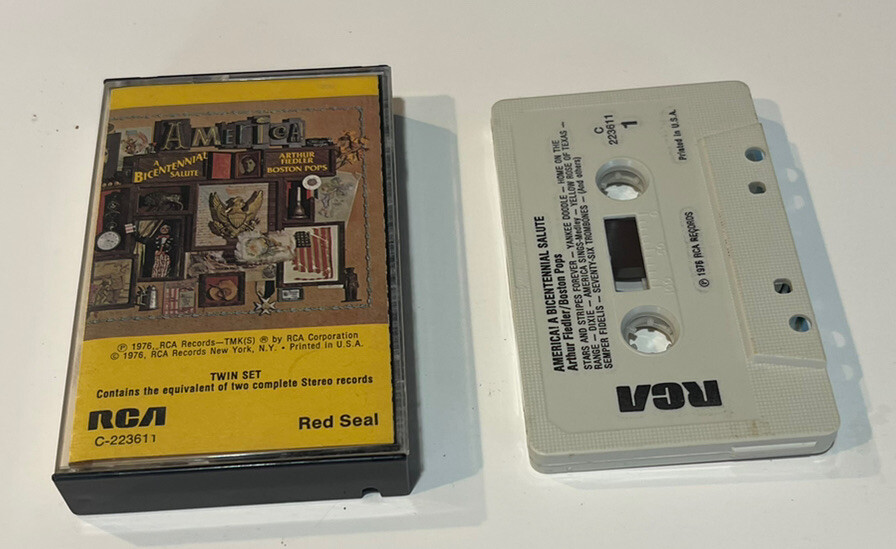 AMERICA
A
BICENTENNIAL
SALUTE
ARTHUR
FIEDLER
BOSTON POPS
℗ 1976, RCA Records—TMK(S) ® by RCA Corporation
© 1976, RCA Records New York, N.Y. • Printed in U.S.A.
TWIN SET
Contains the equivalent of two complete Stereo records
RCA
Red Seal
C-223611
AMERICA! A BICENTENNIAL SALUTE
Arthur Fiedler/Boston Pops
STARS AND STRIPES FOREVER — YANKEE DOODLE — HOME ON THE
RANGE — DIXIE — AMERICA SINGS-Medley — YELLOW ROSE OF TEXAS —
SEMPER FIDELIS — SEVENTY-SIX TROMBONES — (And others)
C
223611
1
℗ 1976 RCA RECORDS
Printed in U.S.A.
RCA